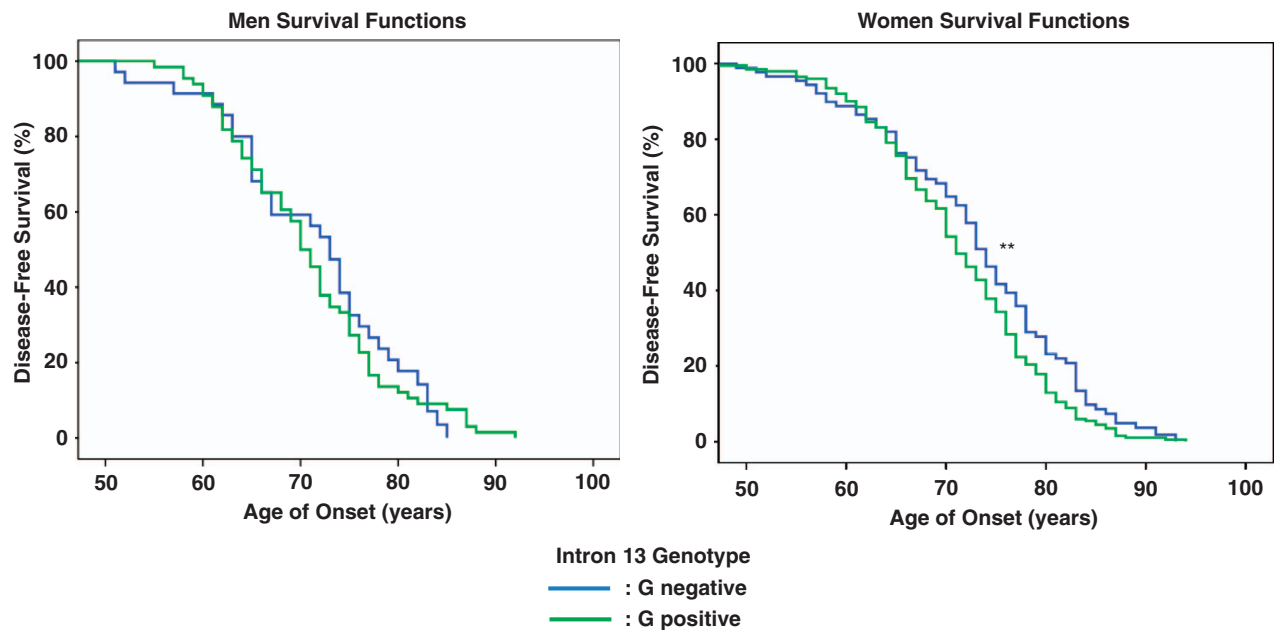 Men Survival Functions
Disease-Free Survival (%)
100
80
60
40
20
0
50 60 70 80 90 100
Age of Onset (years)
Women Survival Functions
Disease-Free Survival (%)
100
80
60
40
20
0
**
50 60 70 80 90 100
Age of Onset (years)
Intron 13 Genotype
: G negative
: G positive